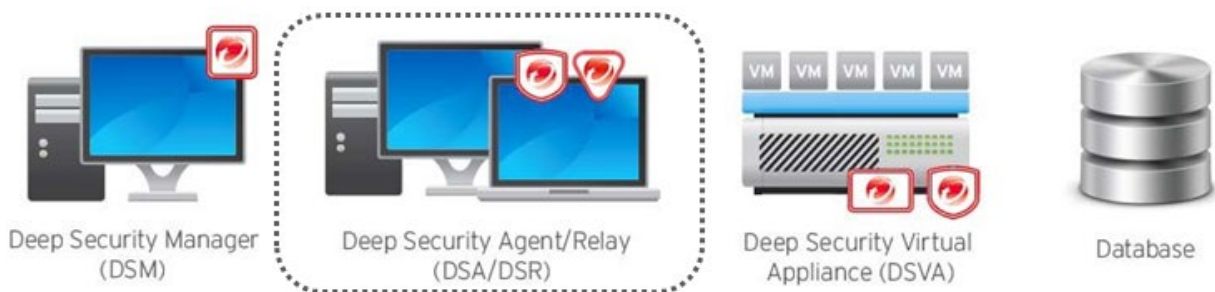 VM VM VM VM VM
Deep Security Manager
(DSM)
Deep Security Agent/Relay
(DSA/DSR)
Deep Security Virtual
Appliance (DSVA)
Database